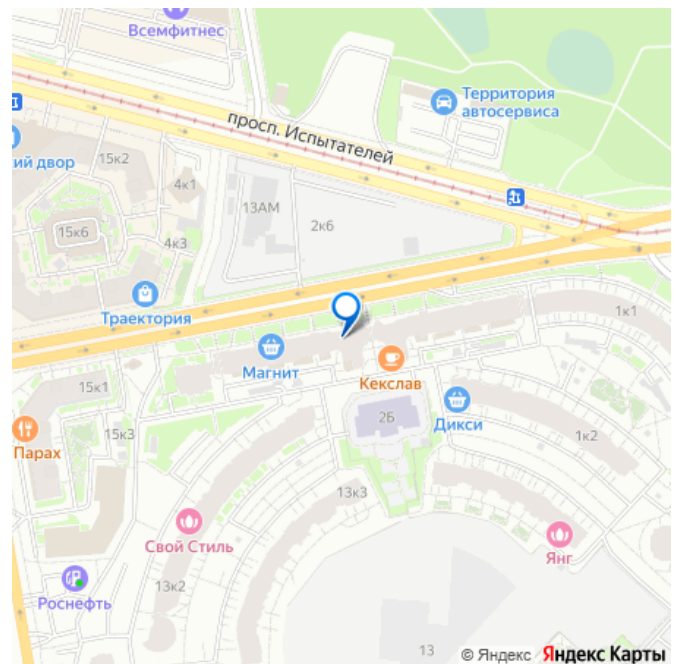 Всемфитнес
Территория
автосервиса
просп. Испытателей
ий двор
15к2
4к1
13АМ
2к6
15к6
4к3
Траектория
1к1
Магнит
Кекслав
15к1
2Б
Дикси
15к3
Парах
1к2
13к3
Свой Стиль
Янг
Роснефть
13к2
13
© Яндекс Яндекс Карты